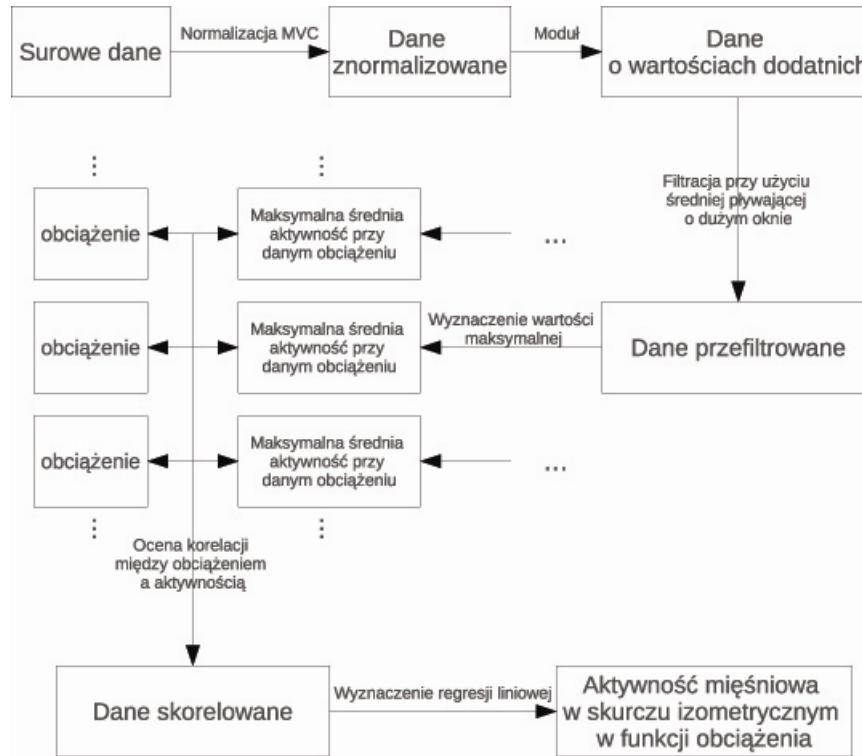 Surowe dane
Normalizacja MVC
Dane
znormalizowane
Moduł
Dane
o wartościach dodatnich
Filtracja przy użyciu
średniej pływającej
o dużym oknie
⋮
⋮
obciążenie
Maksymalna średnia
aktywność przy
danym obciążeniu
...
obciążenie
Maksymalna średnia
aktywność przy
danym obciążeniu
Wyznaczenie wartości
maksymalnej
Dane przefiltrowane
obciążenie
Maksymalna średnia
aktywność przy
danym obciążeniu
...
⋮
⋮
Ocena korelacji
między obciążeniem
a aktywnością
Dane skorelowane
Wyznaczenie regresji liniowej
Aktywność mięśniowa
w skurczu izometrycznym
w funkcji obciążenia